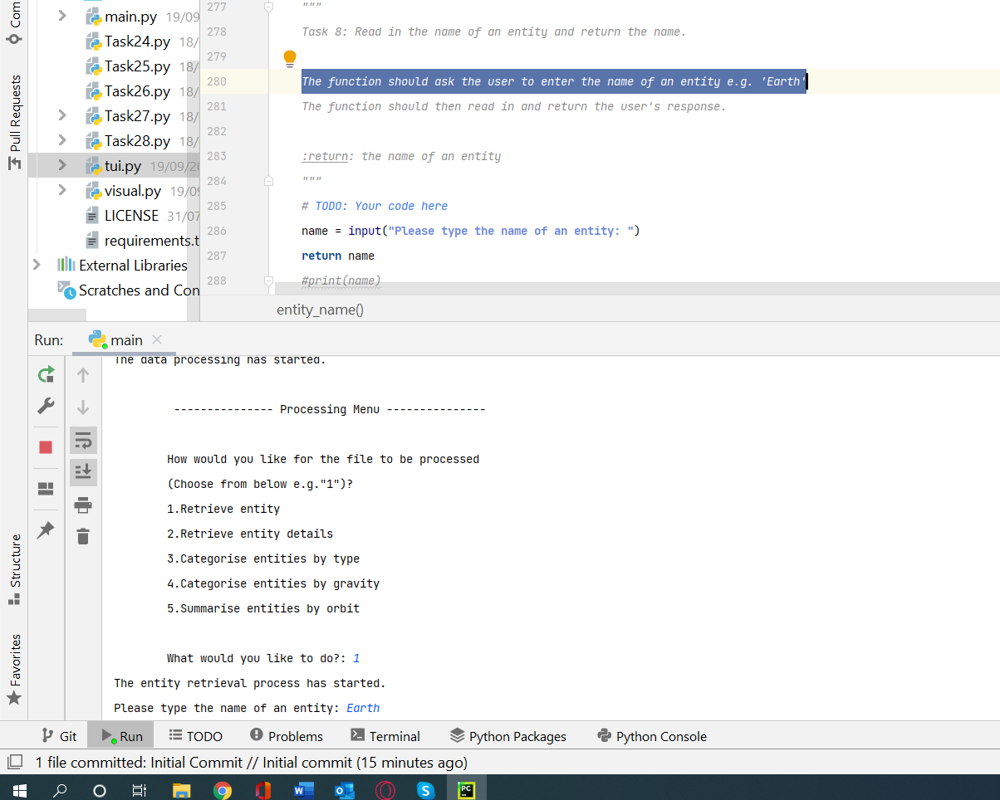 Com
Pull Requests
Structure
Favorites
main.py 19/09
Task24.py 18/
Task25.py 18/
Task26.py 18/
Task27.py 18/
Task28.py 18/
tui.py 19/09/20
visual.py 19/09
LICENSE 31/07
requirements.t
External Libraries
Scratches and Con
277 """
278 Task 8: Read in the name of an entity and return the name.
279
280 The function should ask the user to enter the name of an entity e.g. 'Earth'
281 The function should then read in and return the user's response.
282
283 :return: the name of an entity
284 """
285 # TODO: Your code here
286 name = input("Please type the name of an entity: ")
287 return name
288 #print(name)
entity_name()
Run: main
The data processing has started.
--------------- Processing Menu ---------------
How would you like for the file to be processed
(Choose from below e.g."1")?
1.Retrieve entity
2.Retrieve entity details
3.Categorise entities by type
4.Categorise entities by gravity
5.Summarise entities by orbit
What would you like to do?: 1
The entity retrieval process has started.
Please type the name of an entity: Earth
Git Run TODO Problems Terminal Python Packages Python Console
1 file committed: Initial Commit // Initial commit (15 minutes ago)
W O S PC